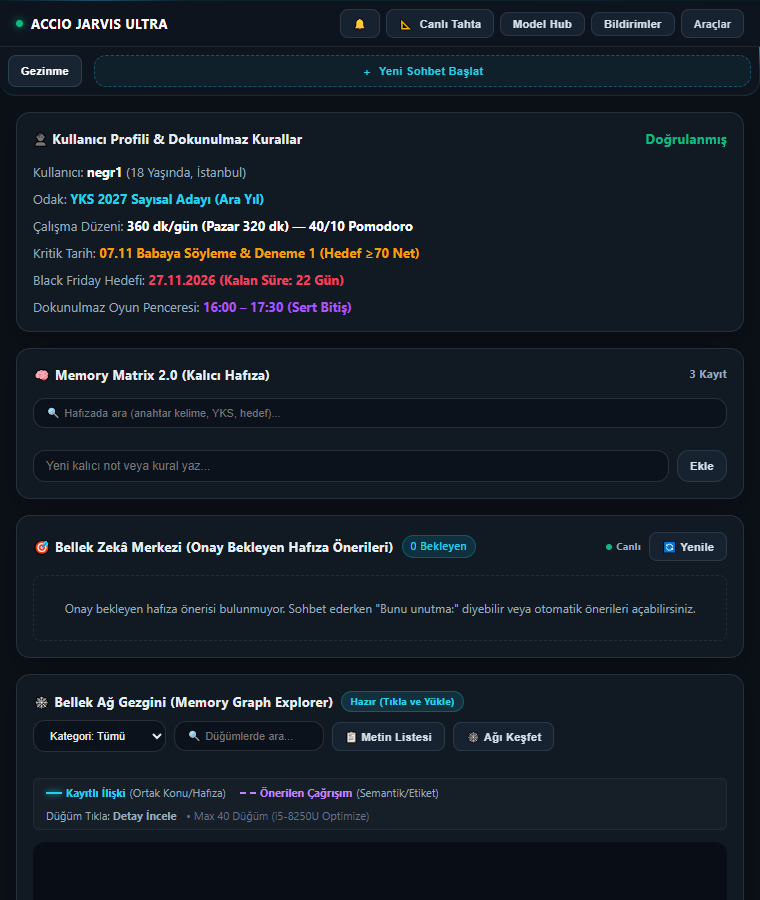 ACCIO JARVIS ULTRA
Canlı Tahta
Model Hub
Bildirimler
Araçlar
Gezinme
+ Yeni Sohbet Başlat
Kullanıcı Profili & Dokunulmaz Kurallar
Doğrulanmış
Kullanıcı: negr1 (18 Yaşında, İstanbul)
Odak: YKS 2027 Sayısal Adayı (Ara Yıl)
Çalışma Düzeni: 360 dk/gün (Pazar 320 dk) — 40/10 Pomodoro
Kritik Tarih: 07.11 Babaya Söyleme & Deneme 1 (Hedef ≥70 Net)
Black Friday Hedefi: 27.11.2026 (Kalan Süre: 22 Gün)
Dokunulmaz Oyun Penceresi: 16:00 – 17:30 (Sert Bitiş)
Memory Matrix 2.0 (Kalıcı Hafıza)
3 Kayıt
Hafızada ara (anahtar kelime, YKS, hedef)...
Yeni kalıcı not veya kural yaz...
Ekle
Bellek Zekâ Merkezi (Onay Bekleyen Hafıza Önerileri)
0 Bekleyen
Canlı
Yenile
Onay bekleyen hafıza önerisi bulunmuyor. Sohbet ederken "Bunu unutma:" diyebilir veya otomatik önerileri açabilirsiniz.
Bellek Ağ Gezgini (Memory Graph Explorer)
Hazır (Tıkla ve Yükle)
Kategori: Tümü
Düğümlerde ara...
Metin Listesi
Ağı Keşfet
Kayıtlı İlişki (Ortak Konu/Hafıza)
Önerilen Çağrışım (Semantik/Etiket)
Düğüm Tıkla: Detay İncele
• Max 40 Düğüm (i5-8250U Optimize)